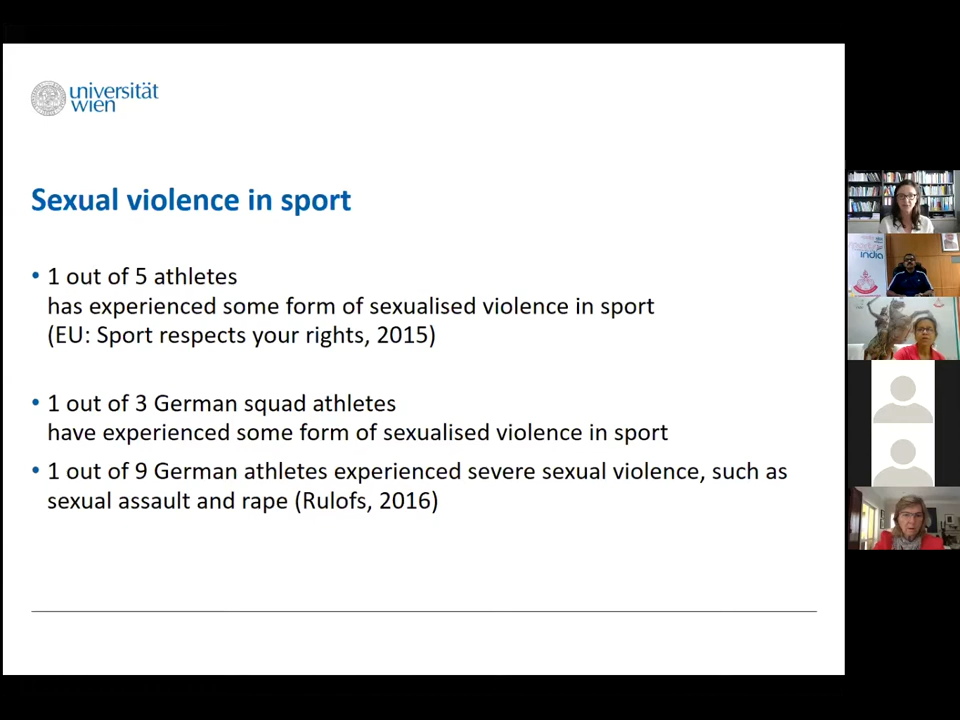 universität
wien
Sexual violence in sport
• 1 out of 5 athletes
has experienced some form of sexualised violence in sport
(EU: Sport respects your rights, 2015)
• 1 out of 3 German squad athletes
have experienced some form of sexualised violence in sport
• 1 out of 9 German athletes experienced severe sexual violence, such as
sexual assault and rape (Rulofs, 2016)
India